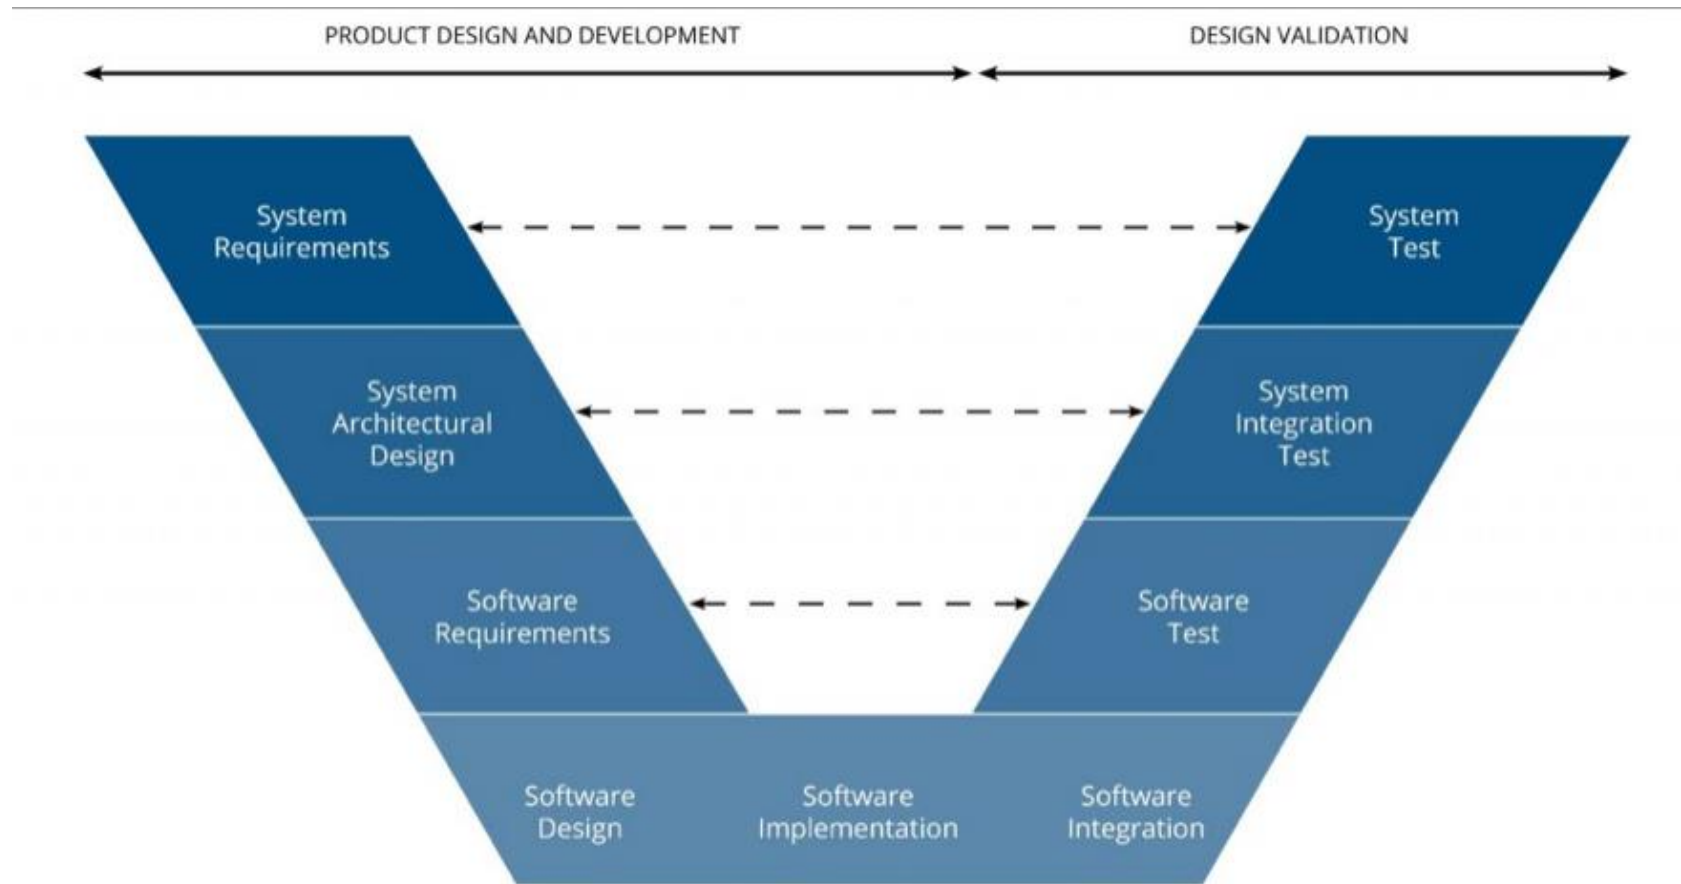 PRODUCT DESIGN AND DEVELOPMENT
DESIGN VALIDATION
System
Requirements
System
Test
System
Architectural
Design
System
Integration
Test
Software
Requirements
Software
Test
Software
Design
Software
Implementation
Software
Integration